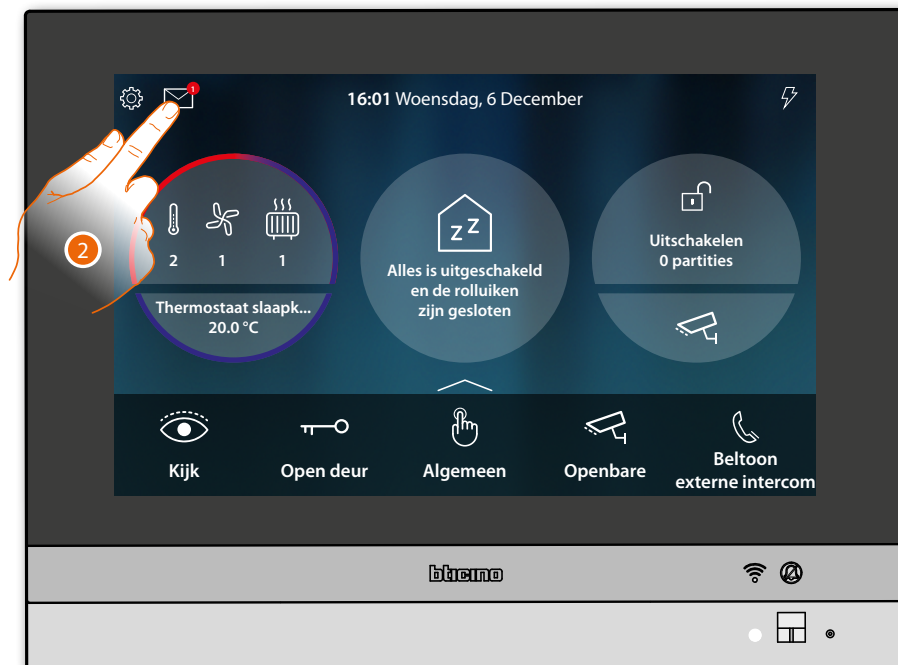 1
16:01 Woensdag, 6 December
2
2 1 1
Thermostaat slaapk...
20.0 °C
zZ
Alles is uitgeschakeld
en de rolluiken
zijn gesloten
Uitschakelen
0 partities
Kijk
Open deur
Algemeen
Openbare
Beltoon
externe intercom
bticino